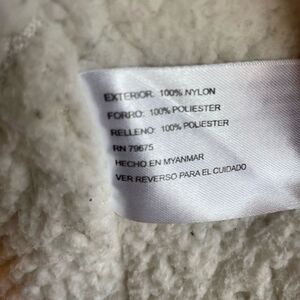 EXTERIOR: 100% NYLON
FORRO: 100% POLIESTER
RELLENO: 100% POLIESTER
RN 79675
HECHO EN MYANMAR
VER REVERSO PARA EL CUIDADO